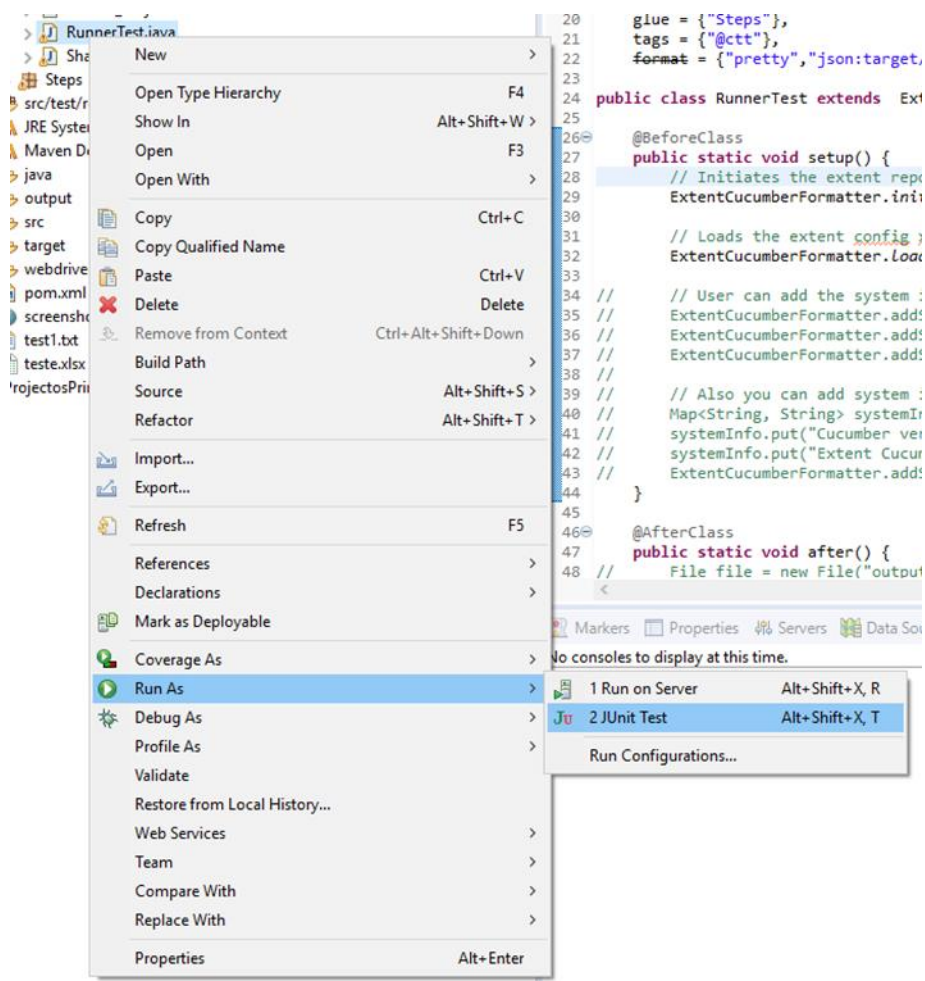 RunnerTest.java
Sha
Steps
src/test/r
JRE Syste
Maven De
java
output
src
target
webdrive
pom.xml
screensho
test1.txt
teste.xlsx
rojectosPri
New
Open Type Hierarchy F4
Show In Alt+Shift+W >
Open F3
Open With
Copy Ctrl+C
Copy Qualified Name
Paste Ctrl+V
Delete Delete
Remove from Context Ctrl+Alt+Shift+Down
Build Path
Source Alt+Shift+S >
Refactor Alt+Shift+T >
Import...
Export...
Refresh F5
References
Declarations
Mark as Deployable
Coverage As
Run As
Debug As
Profile As
Validate
Restore from Local History...
Web Services
Team
Compare With
Replace With
Properties Alt+Enter
20 glue = {"Steps"},
21 tags = {"@ctt"},
22 format = {"pretty","json:target/
23
24 public class RunnerTest extends Ext
25
26 @BeforeClass
27 public static void setup() {
28 // Initiates the extent repo
29 ExtentCucumberFormatter.init
30
31 // Loads the extent config x
32 ExtentCucumberFormatter.load
33
34 // // User can add the system i
35 // ExtentCucumberFormatter.addS
36 // ExtentCucumberFormatter.addS
37 // ExtentCucumberFormatter.addS
38 //
39 // // Also you can add system i
40 // Map<String, String> systemIn
41 // systemInfo.put("Cucumber ver
42 // systemInfo.put("Extent Cucum
43 // ExtentCucumberFormatter.addS
44 }
45
46 @AfterClass
47 public static void after() {
48 // File file = new File("output
Markers Properties Servers Data Sou
No consoles to display at this time.
1 Run on Server Alt+Shift+X, R
Ju 2 JUnit Test Alt+Shift+X, T
Run Configurations...